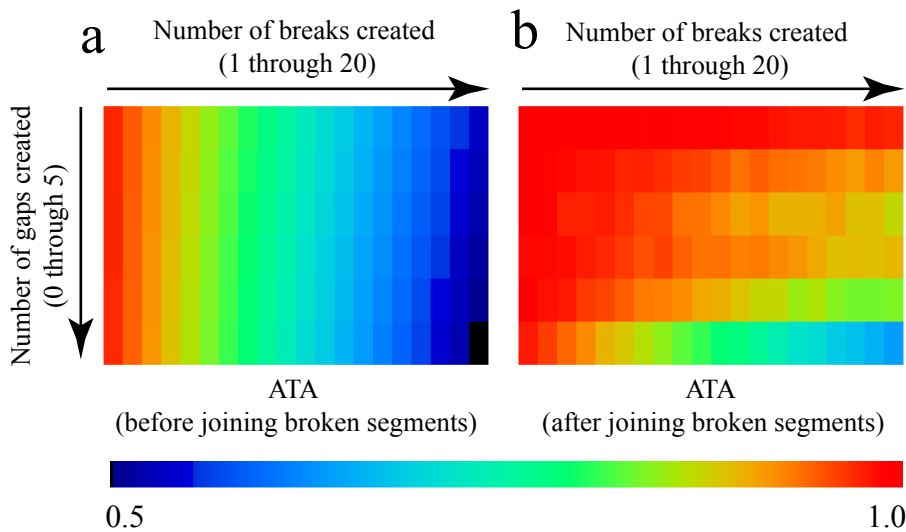 a
Number of breaks created
(1 through 20)
b
Number of breaks created
(1 through 20)
Number of gaps created
(0 through 5)
ATA
(before joining broken segments)
ATA
(after joining broken segments)
0.5
1.0